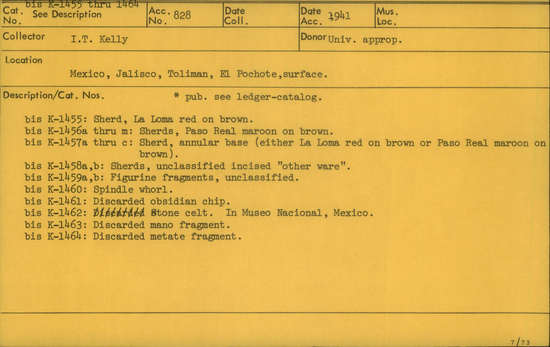 bis K-1455 thru 1464
Cat. No. See Description Acc. No. 828 Date Coll. Date Acc. 1941 Mus. Loc.
Collector I.T. Kelly Donor Univ. approp.
Location
Mexico, Jalisco, Toliman, El Pochote,surface.
Description/Cat. Nos. * pub. see ledger-catalog.
bis K-1455: Sherd, La Loma red on brown.
bis K-1456a thru m: Sherds, Paso Real maroon on brown.
bis K-1457a thru c: Sherd, annular base (either La Loma red on brown or Paso Real maroon on
brown).
bis K-1458a,b: Sherds, unclassified incised "other ware".
bis K-1459a,b: Figurine fragments, unclassified.
bis K-1460: Spindle whorl.
bis K-1461: Discarded obsidian chip.
bis K-1462: Discarded Stone celt. In Museo Nacional, Mexico.
bis K-1463: Discarded mano fragment.
bis K-1464: Discarded metate fragment.
7/73